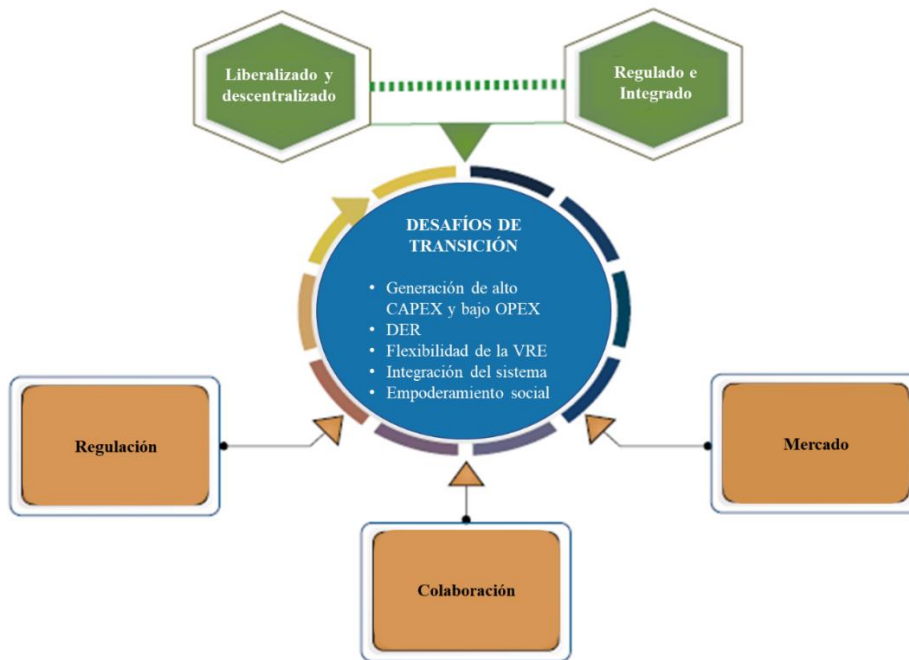 Liberalizado y
descentralizado
Regulado e
Integrado
DESAFÍOS DE
TRANSICIÓN
• Generación de alto
CAPEX y bajo OPEX
• DER
• Flexibilidad de la VRE
• Integración del sistema
• Empoderamiento social
Regulación
Mercado
Colaboración